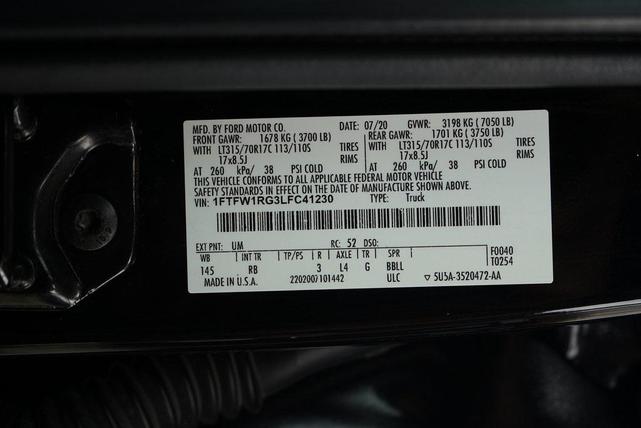 MFD. BY FORD MOTOR CO. DATE: 07/20 GVWR: 3198 KG (7050 LB)
FRONT GAWR: 1678 KG (3700 LB) REAR GAWR: 1701 KG (3750 LB)
WITH LT315/70R17C 113/110S TIRES WITH LT315/70R17C 113/110S TIRES
17x8.5J RIMS 17x8.5J RIMS
AT 260 kPa/ 38 PSI COLD AT 260 kPa/ 38 PSI COLD
THIS VEHICLE CONFORMS TO ALL APPLICABLE FEDERAL MOTOR VEHICLE
SAFETY STANDARDS IN EFFECT ON THE DATE OF MANUFACTURE SHOWN ABOVE.
VIN: 1FTFW1RG3LFC41230 TYPE: Truck
EXT PNT: UM RC: 52 DSO:
WB INT TR TP/PS R AXLE TR SPR F0040
145 RB 3 L4 G BBLL T0254
MADE IN U.S.A. 2202007101442 ULC ▽ 5U5A-3520472-AA